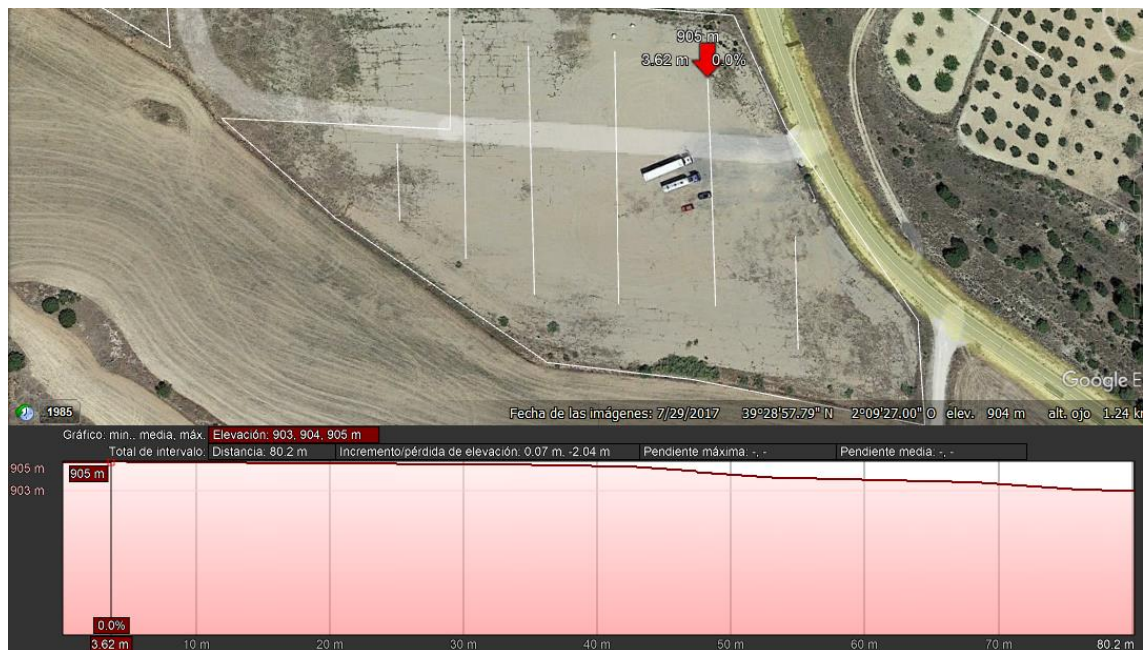 905 m
3.62 m 0.0%
Google E
1985
Fecha de las imágenes: 7/29/2017 39°28'57.79" N 2°09'27.00" O elev. 904 m alt. ojo 1.24 km
Gráfico: min., media, máx. Elevación: 903, 904, 905 m
Total de intervalo: Distancia: 80.2 m Incremento/pérdida de elevación: 0.07 m, -2.04 m Pendiente máxima: -, - Pendiente media: -, -
905 m
905 m
903 m
0.0%
3.62 m 10 m 20 m 30 m 40 m 50 m 60 m 70 m 80.2 m